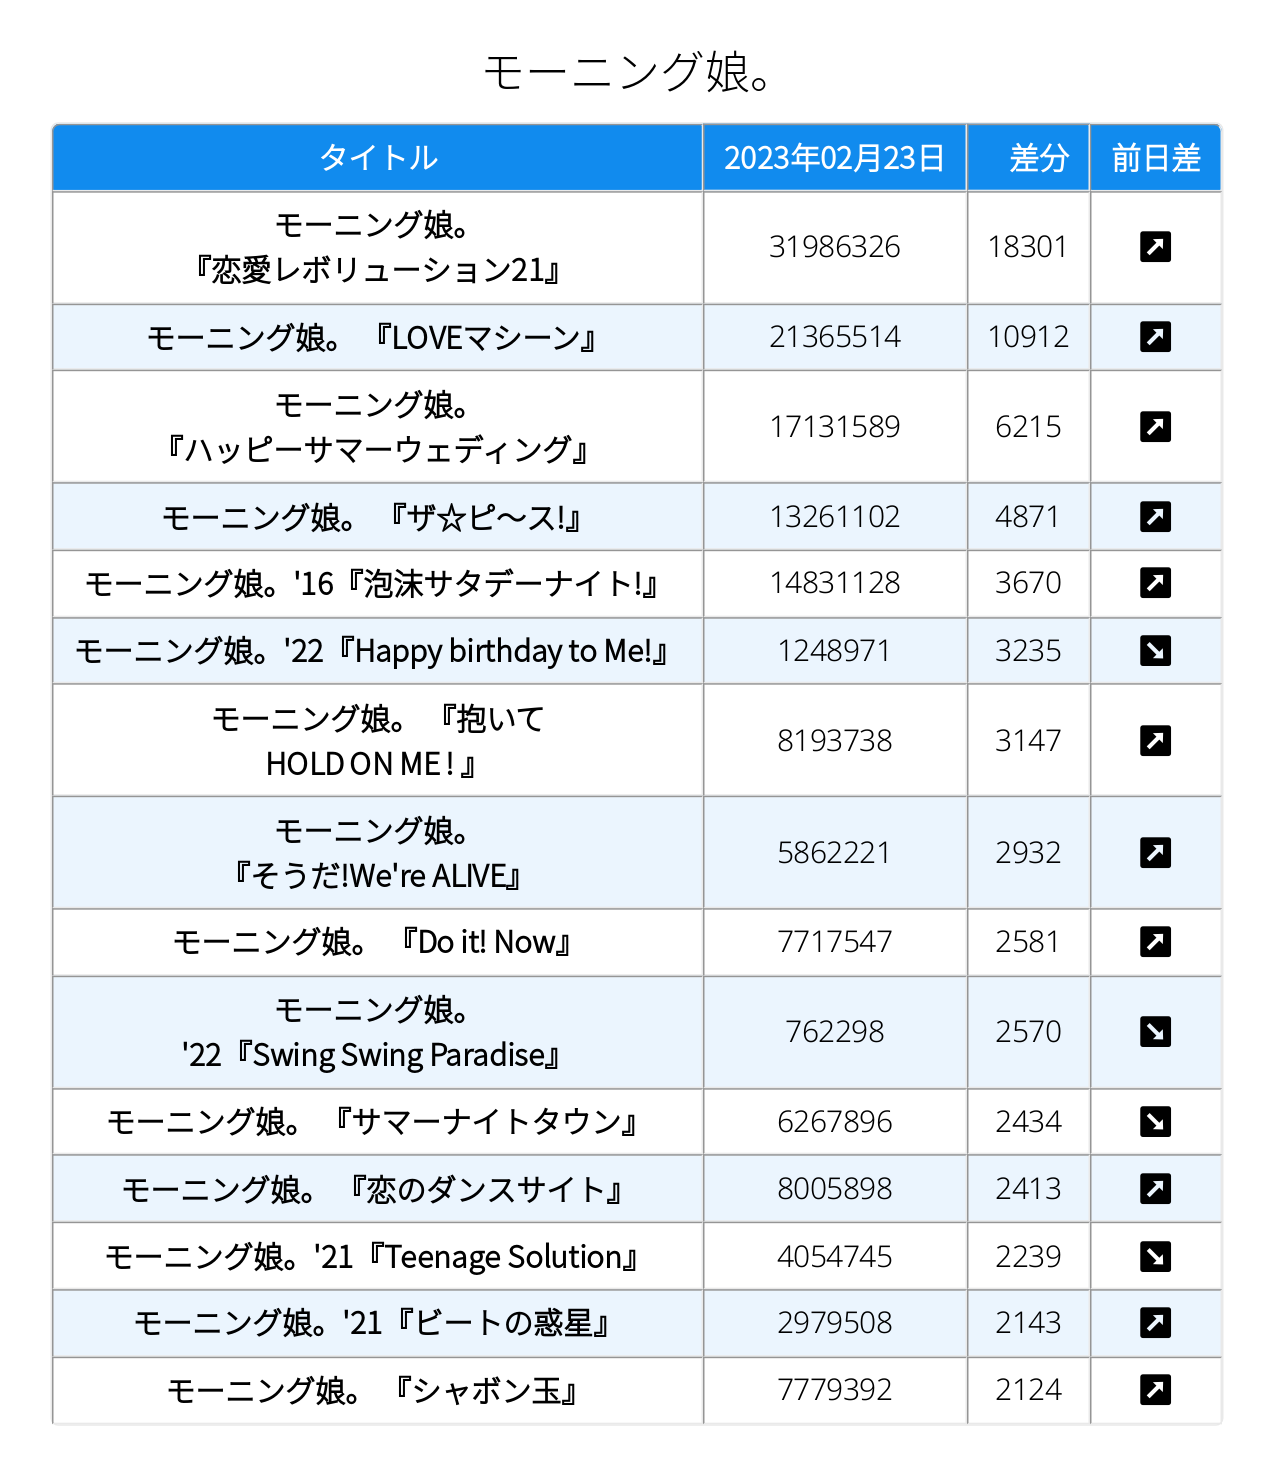 モーニング娘。
タイトル 2023年02月23日 差分 前日差
モーニング娘。
『恋愛レボリューション21』 31986326 18301
モーニング娘。 『LOVEマシーン』 21365514 10912
モーニング娘。
『ハッピーサマーウェディング』 17131589 6215
モーニング娘。 『ザ☆ピ〜ス!』 13261102 4871
モーニング娘。'16『泡沫サタデーナイト!』 14831128 3670
モーニング娘。'22『Happy birthday to Me!』 1248971 3235
モーニング娘。 『抱いて
HOLD ON ME ! 』 8193738 3147
モーニング娘。
『そうだ!We're ALIVE』 5862221 2932
モーニング娘。 『Do it! Now』 7717547 2581
モーニング娘。
'22『Swing Swing Paradise』 762298 2570
モーニング娘。 『サマーナイトタウン』 6267896 2434
モーニング娘。 『恋のダンスサイト』 8005898 2413
モーニング娘。'21『Teenage Solution』 4054745 2239
モーニング娘。'21『ビートの惑星』 2979508 2143
モーニング娘。 『シャボン玉』 7779392 2124